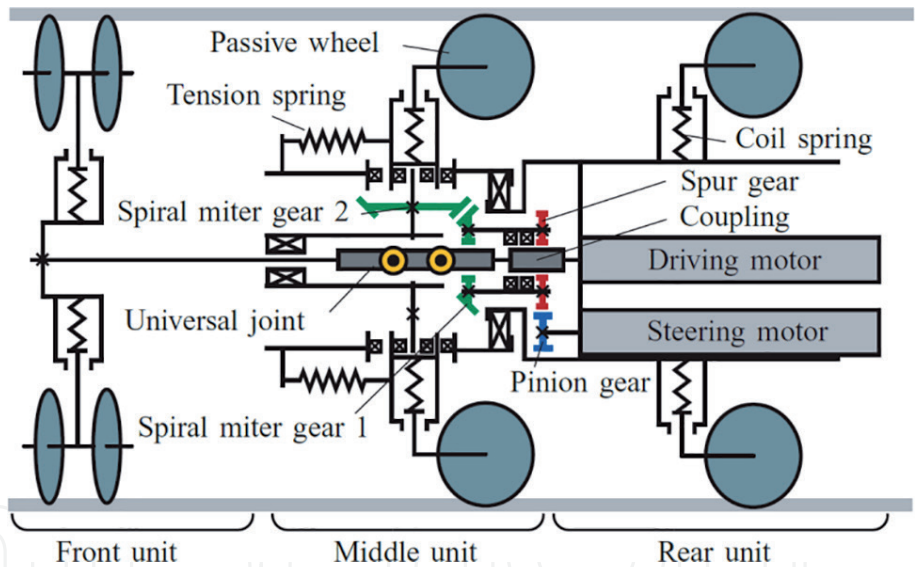 Passive wheel
Tension spring
Coil spring
Spur gear
Spiral miter gear 2
Coupling
Driving motor
Universal joint
Steering motor
Pinion gear
Spiral miter gear 1
Front unit
Middle unit
Rear unit